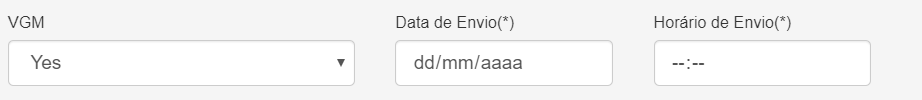 VGM Data de Envio(*) Horário de Envio(*)
Yes dd/mm/aaaa --:--